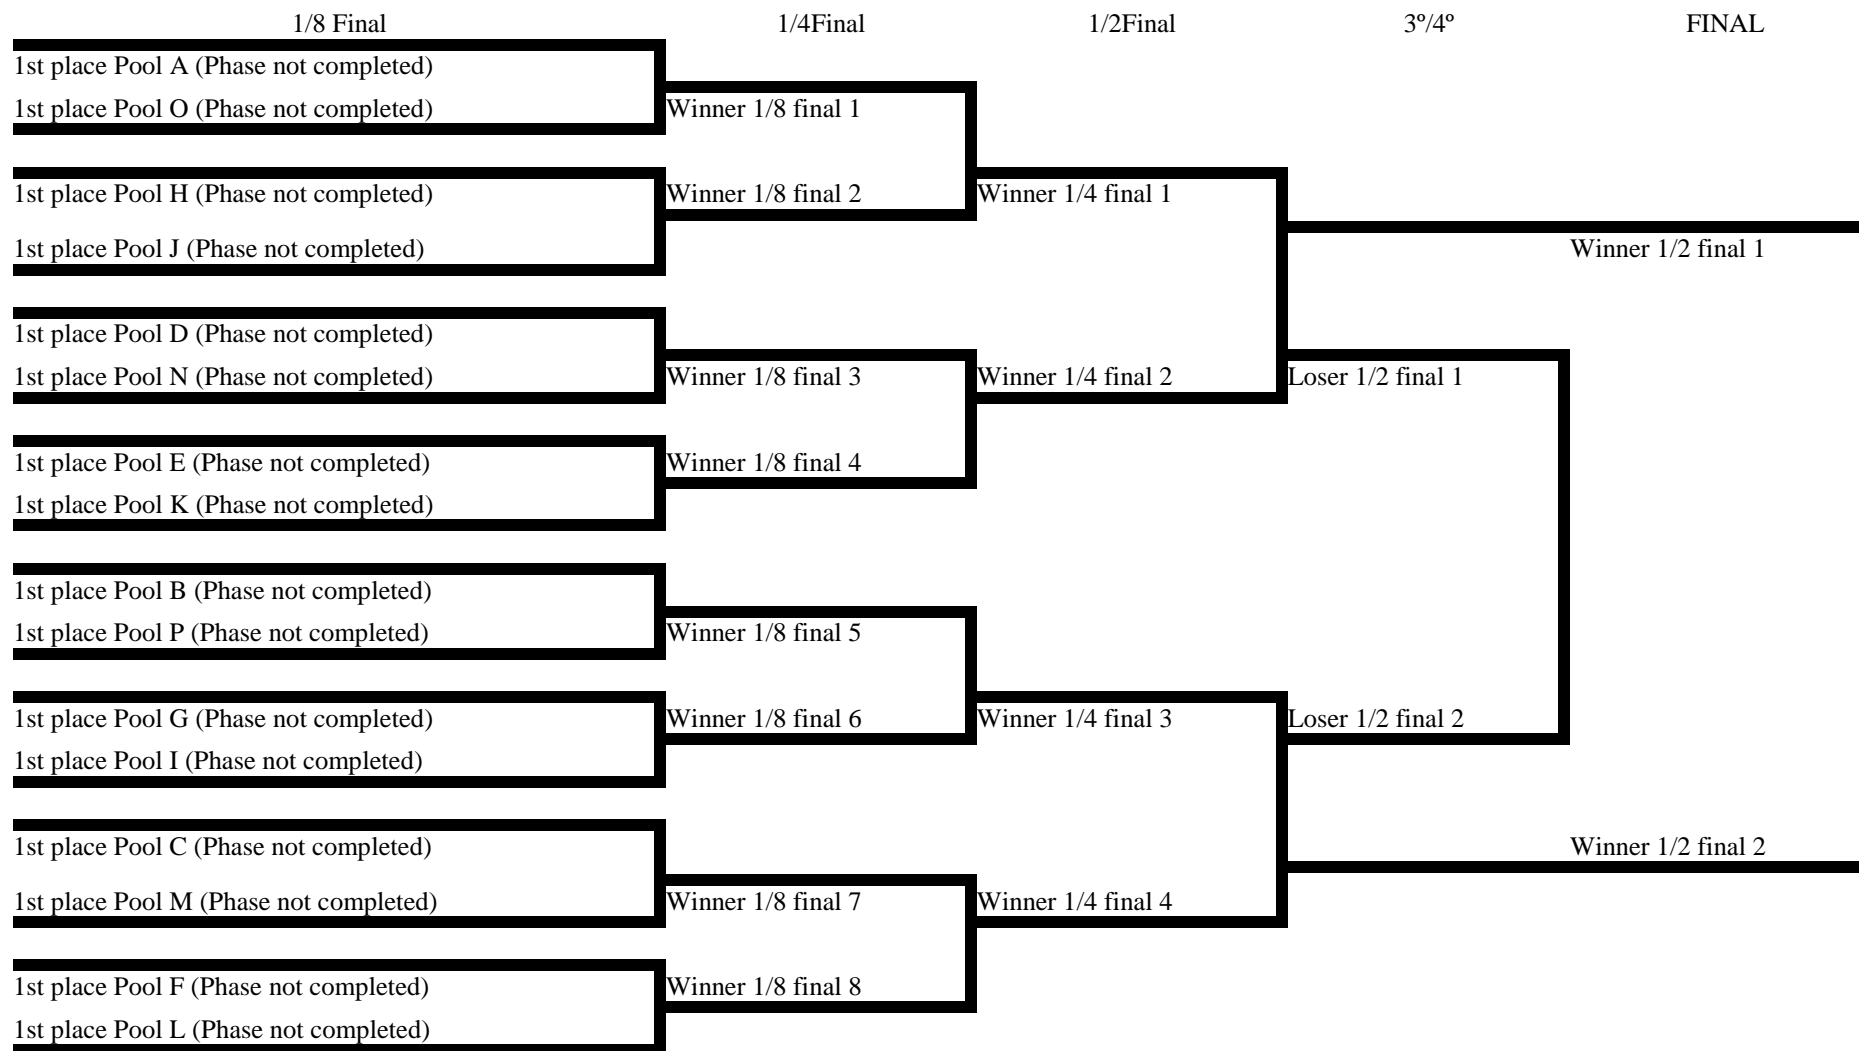 1/8 Final 1/4Final 1/2Final 3º/4º FINAL
1st place Pool A (Phase not completed)
1st place Pool O (Phase not completed) Winner 1/8 final 1
1st place Pool H (Phase not completed) Winner 1/8 final 2 Winner 1/4 final 1
1st place Pool J (Phase not completed) Winner 1/2 final 1
1st place Pool D (Phase not completed)
1st place Pool N (Phase not completed) Winner 1/8 final 3 Winner 1/4 final 2 Loser 1/2 final 1
1st place Pool E (Phase not completed) Winner 1/8 final 4
1st place Pool K (Phase not completed)
1st place Pool B (Phase not completed)
1st place Pool P (Phase not completed) Winner 1/8 final 5
1st place Pool G (Phase not completed) Winner 1/8 final 6 Winner 1/4 final 3 Loser 1/2 final 2
1st place Pool I (Phase not completed)
1st place Pool C (Phase not completed) Winner 1/2 final 2
1st place Pool M (Phase not completed) Winner 1/8 final 7 Winner 1/4 final 4
1st place Pool F (Phase not completed) Winner 1/8 final 8
1st place Pool L (Phase not completed)